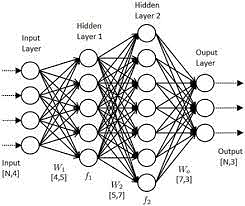 Hidden
Layer 2
Hidden
Layer 1
Input
Layer
Ouput
Layer
Input
[N,4]
W1
[4,5]
f1
W2
[5,7]
f2
Wo
[7,3]
Output
[N,3]